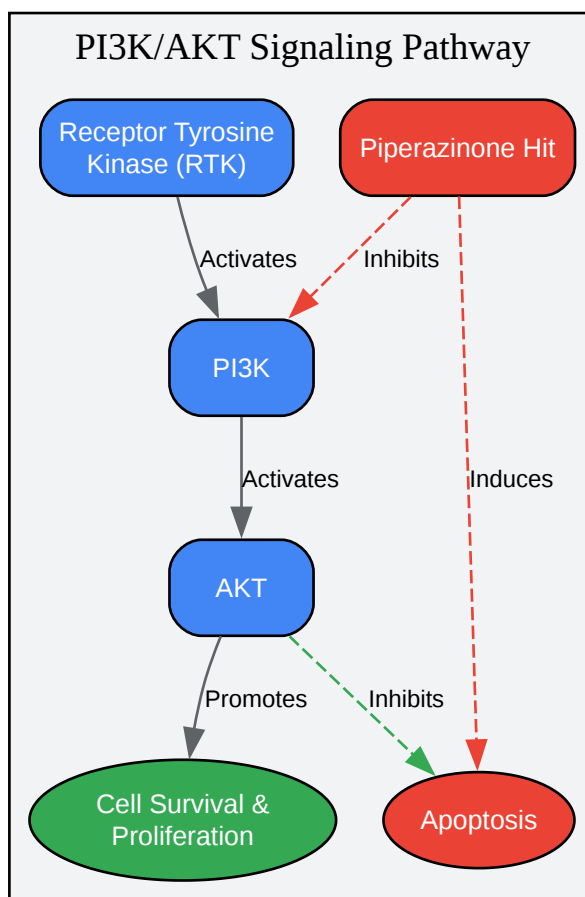 PI3K/AKT Signaling Pathway
Receptor Tyrosine
Kinase (RTK)
Piperazinone Hit
Activates
Inhibits
PI3K
Activates
Induces
AKT
Promotes
Inhibits
Cell Survival &
Proliferation
Apoptosis